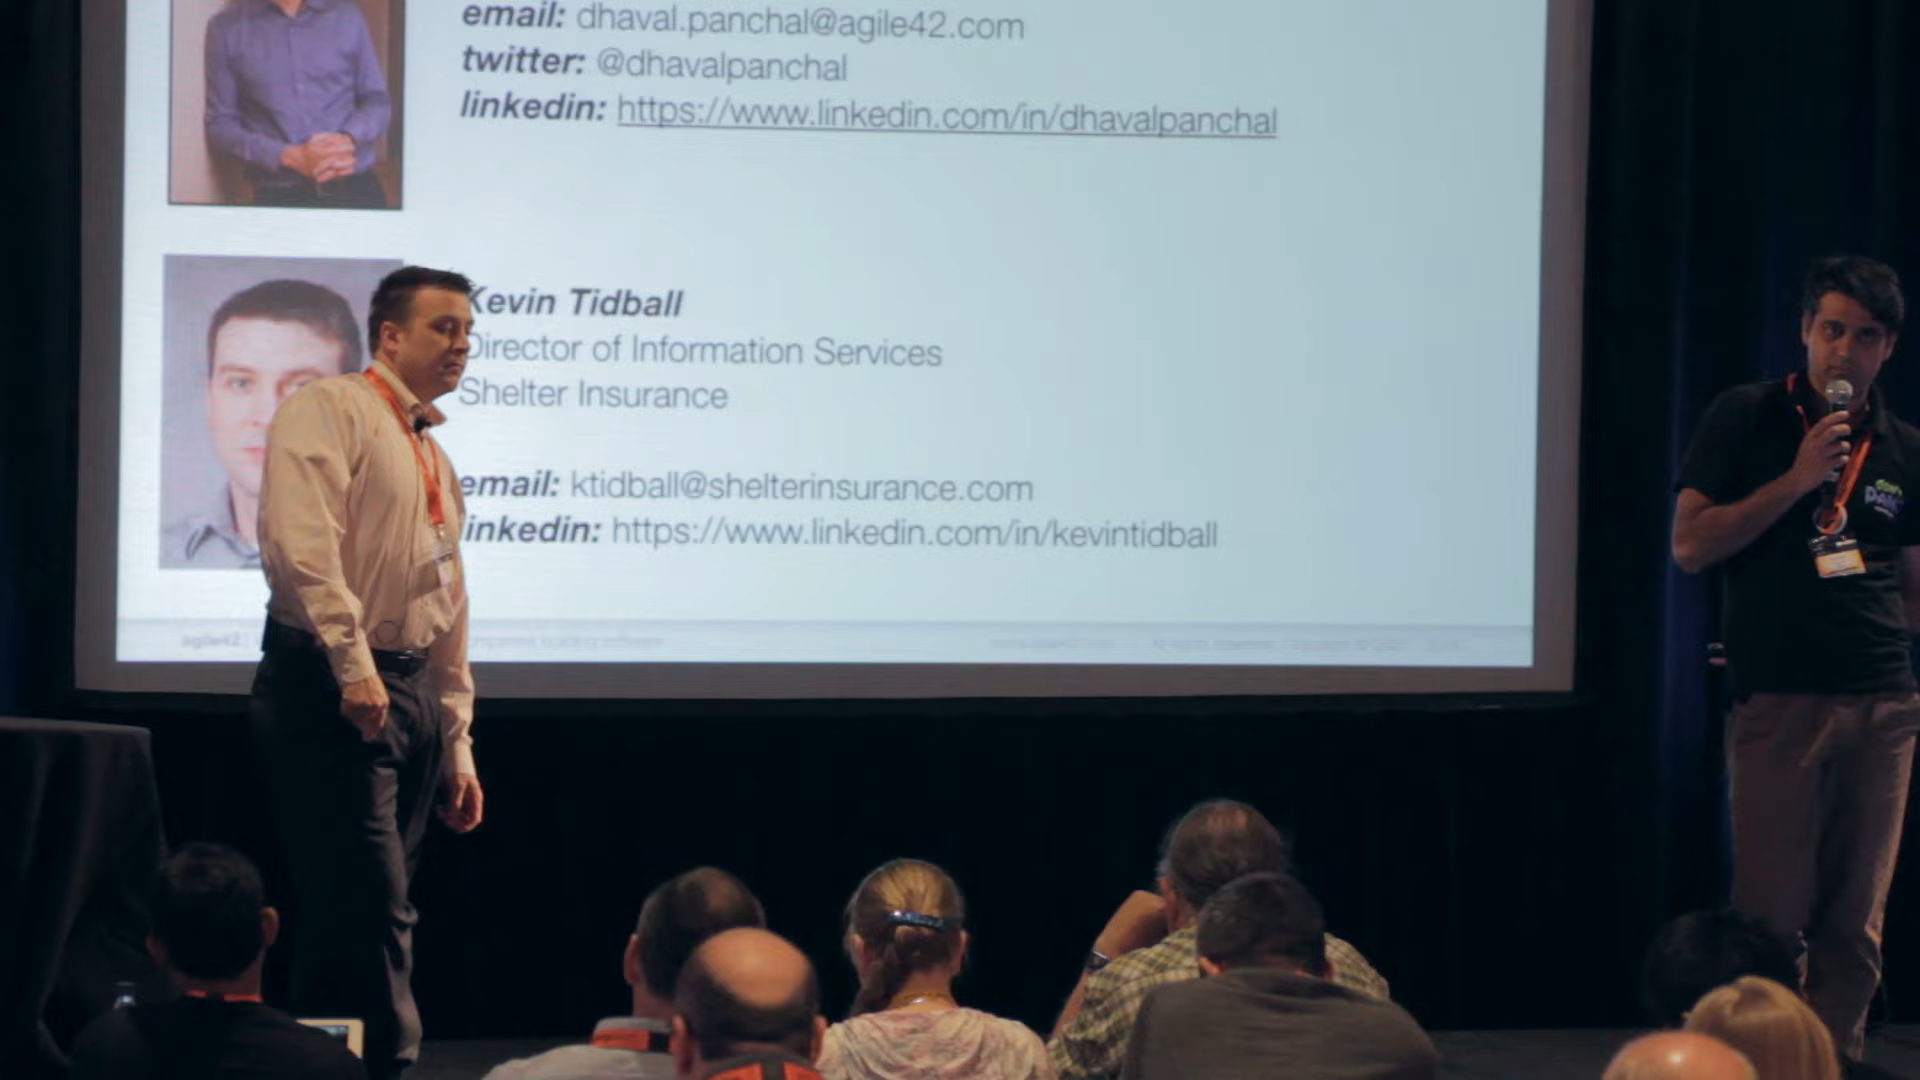 email: dhaval.panchal@agile42.com
twitter: @dhavalpanchal
linkedin: https://www.linkedin.com/in/dhavalpanchal
Kevin Tidball
Director of Information Services
Shelter Insurance
email: ktidball@shelterinsurance.com
linkedin: https://www.linkedin.com/in/kevintidball
agile42